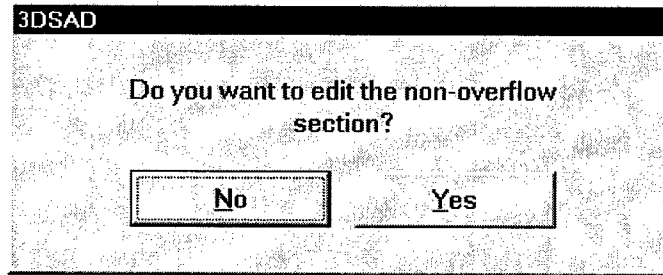 3DSAD
Do you want to edit the non-overflow
section?
No
Yes